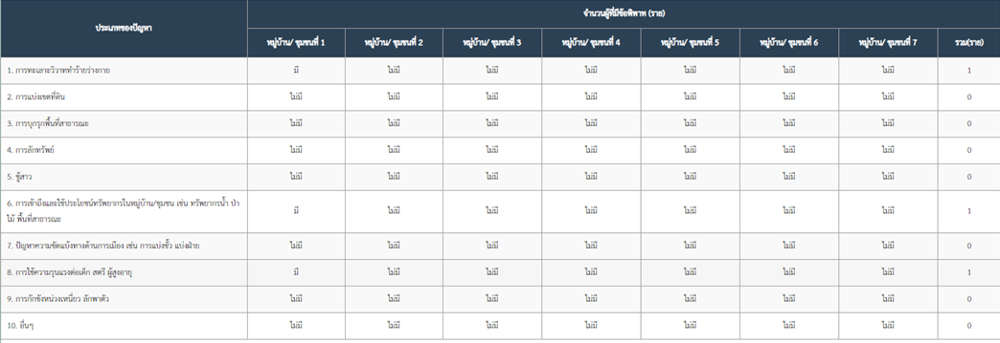 ประเภทของปัญหา จำนวนผู้ที่มีข้อพิพาท (ราย)
หมู่บ้าน/ ชุมชนที่ 1 หมู่บ้าน/ ชุมชนที่ 2 หมู่บ้าน/ ชุมชนที่ 3 หมู่บ้าน/ ชุมชนที่ 4 หมู่บ้าน/ ชุมชนที่ 5 หมู่บ้าน/ ชุมชนที่ 6 หมู่บ้าน/ ชุมชนที่ 7 รวม(ราย)
1. การทะเลาะวิวาททำร้ายร่างกาย มี ไม่มี ไม่มี ไม่มี ไม่มี ไม่มี ไม่มี 1
2. การแบ่งเขตที่ดิน ไม่มี ไม่มี ไม่มี ไม่มี ไม่มี ไม่มี ไม่มี 0
3. การบุกรุกพื้นที่สาธารณะ ไม่มี ไม่มี ไม่มี ไม่มี ไม่มี ไม่มี ไม่มี 0
4. การลักทรัพย์ ไม่มี ไม่มี ไม่มี ไม่มี ไม่มี ไม่มี ไม่มี 0
5. ชู้สาว ไม่มี ไม่มี ไม่มี ไม่มี ไม่มี ไม่มี ไม่มี 0
6. การเข้าถึงและใช้ประโยชน์ทรัพยากรในหมู่บ้าน/ชุมชน เช่น ทรัพยากรน้ำ ป่า
ไม้ พื้นที่สาธารณะ มี ไม่มี ไม่มี ไม่มี ไม่มี ไม่มี ไม่มี 1
7. ปัญหาความขัดแย้งทางด้านการเมือง เช่น การแบ่งขั้ว แบ่งฝ่าย ไม่มี ไม่มี ไม่มี ไม่มี ไม่มี ไม่มี ไม่มี 0
8. การใช้ความรุนแรงต่อเด็ก สตรี ผู้สูงอายุ มี ไม่มี ไม่มี ไม่มี ไม่มี ไม่มี ไม่มี 1
9. การกักขังหน่วงเหนี่ยว ลักพาตัว ไม่มี ไม่มี ไม่มี ไม่มี ไม่มี ไม่มี ไม่มี 0
10. อื่นๆ ไม่มี ไม่มี ไม่มี ไม่มี ไม่มี ไม่มี ไม่มี 0